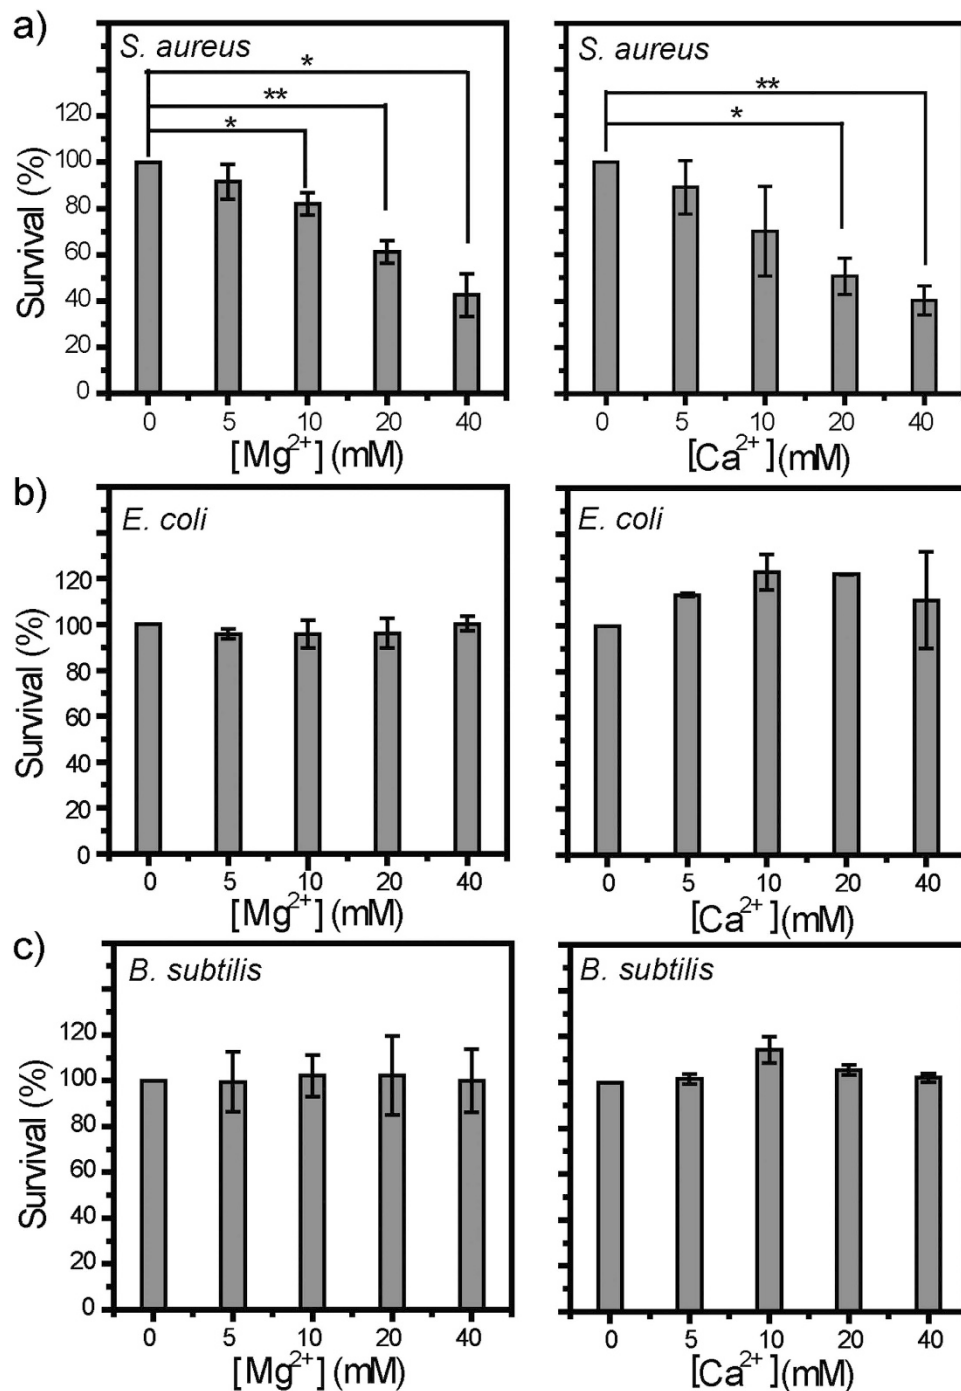 a)
S. aureus
*
**
*
Survival (%)
120
100
80
60
40
20
0
0 5 10 20 40
[Mg²⁺] (mM)
S. aureus
**
*
0 5 10 20 40
[Ca²⁺] (mM)
b)
E. coli
Survival (%)
120
100
80
60
40
20
0
0 5 10 20 40
[Mg²⁺] (mM)
E. coli
0 5 10 20 40
[Ca²⁺] (mM)
c)
B. subtilis
Survival (%)
120
100
80
60
40
20
0
0 5 10 20 40
[Mg²⁺] (mM)
B. subtilis
0 5 10 20 40
[Ca²⁺] (mM)